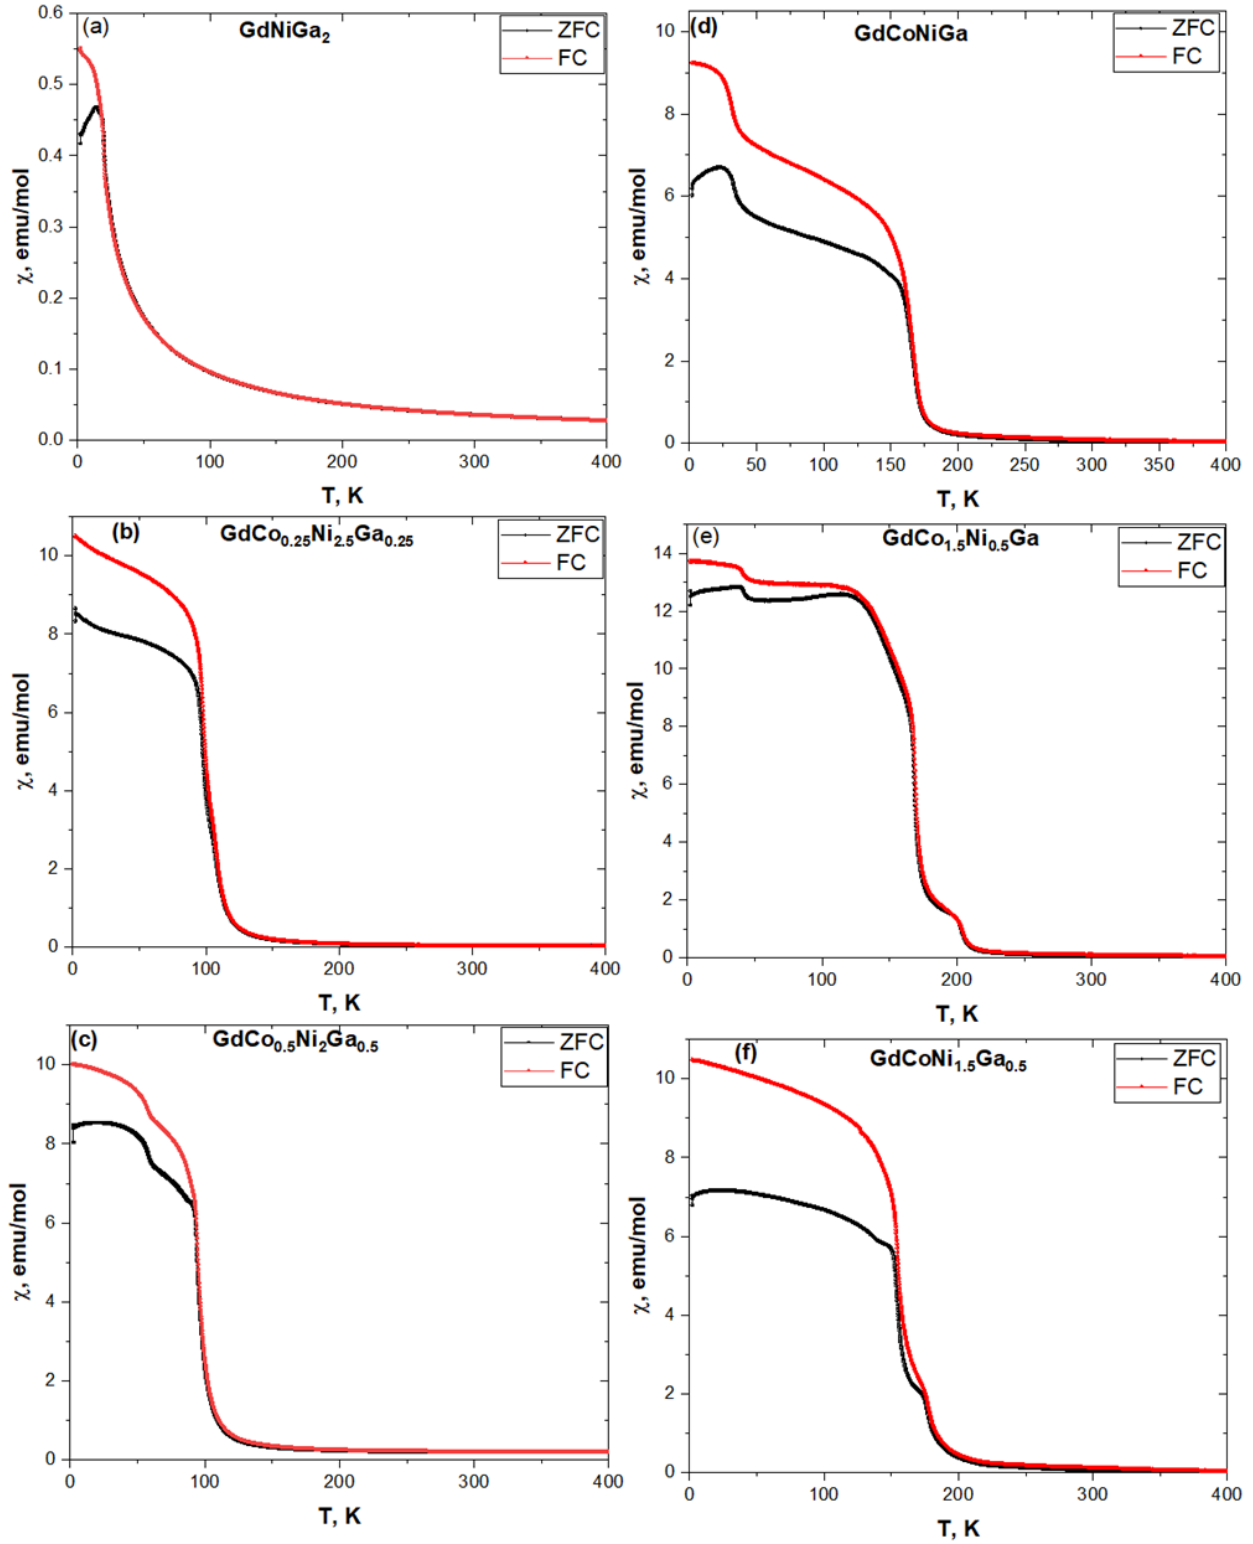 (a)
GdNiGa2
ZFC
FC
0.6
0.5
0.4
0.3
0.2
0.1
0.0
χ, emu/mol
0 100 200 300 400
T, K
(d)
GdCoNiGa
ZFC
FC
10
8
6
4
2
0
χ, emu/mol
0 50 100 150 200 250 300 350 400
T, K
(b)
GdCo0.25Ni2.5Ga0.25
ZFC
FC
10
8
6
4
2
0
χ, emu/mol
0 100 200 300 400
T, K
(e)
GdCo1.5Ni0.5Ga
ZFC
FC
14
12
10
8
6
4
2
0
χ, emu/mol
0 100 200 300 400
T, K
(c)
GdCo0.5Ni2Ga0.5
ZFC
FC
10
8
6
4
2
0
χ, emu/mol
0 100 200 300 400
T, K
(f)
GdCoNi1.5Ga0.5
ZFC
FC
10
8
6
4
2
0
χ, emu/mol
0 100 200 300 400
T, K